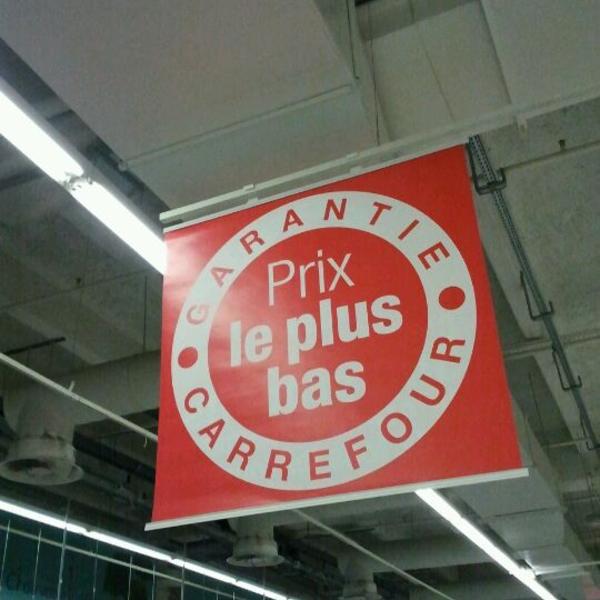 GARANTIE
Prix
le plus
bas
CARREFOUR